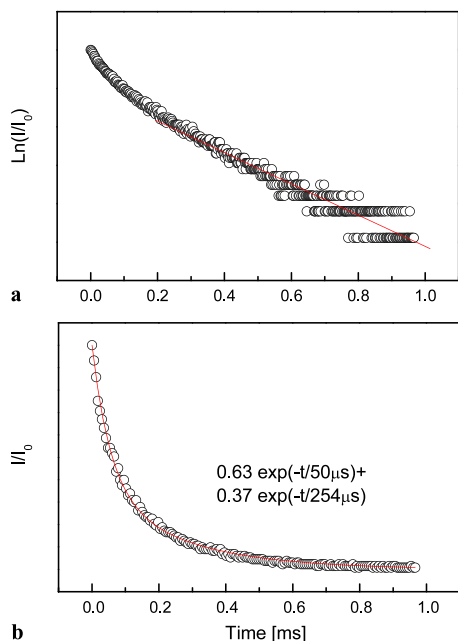 Ln(I/I0)
0.0 0.2 0.4 0.6 0.8 1.0
a
I/I0
0.63 exp(-t/50μs)+
0.37 exp(-t/254μs)
0.0 0.2 0.4 0.6 0.8 1.0
b
Time [ms]